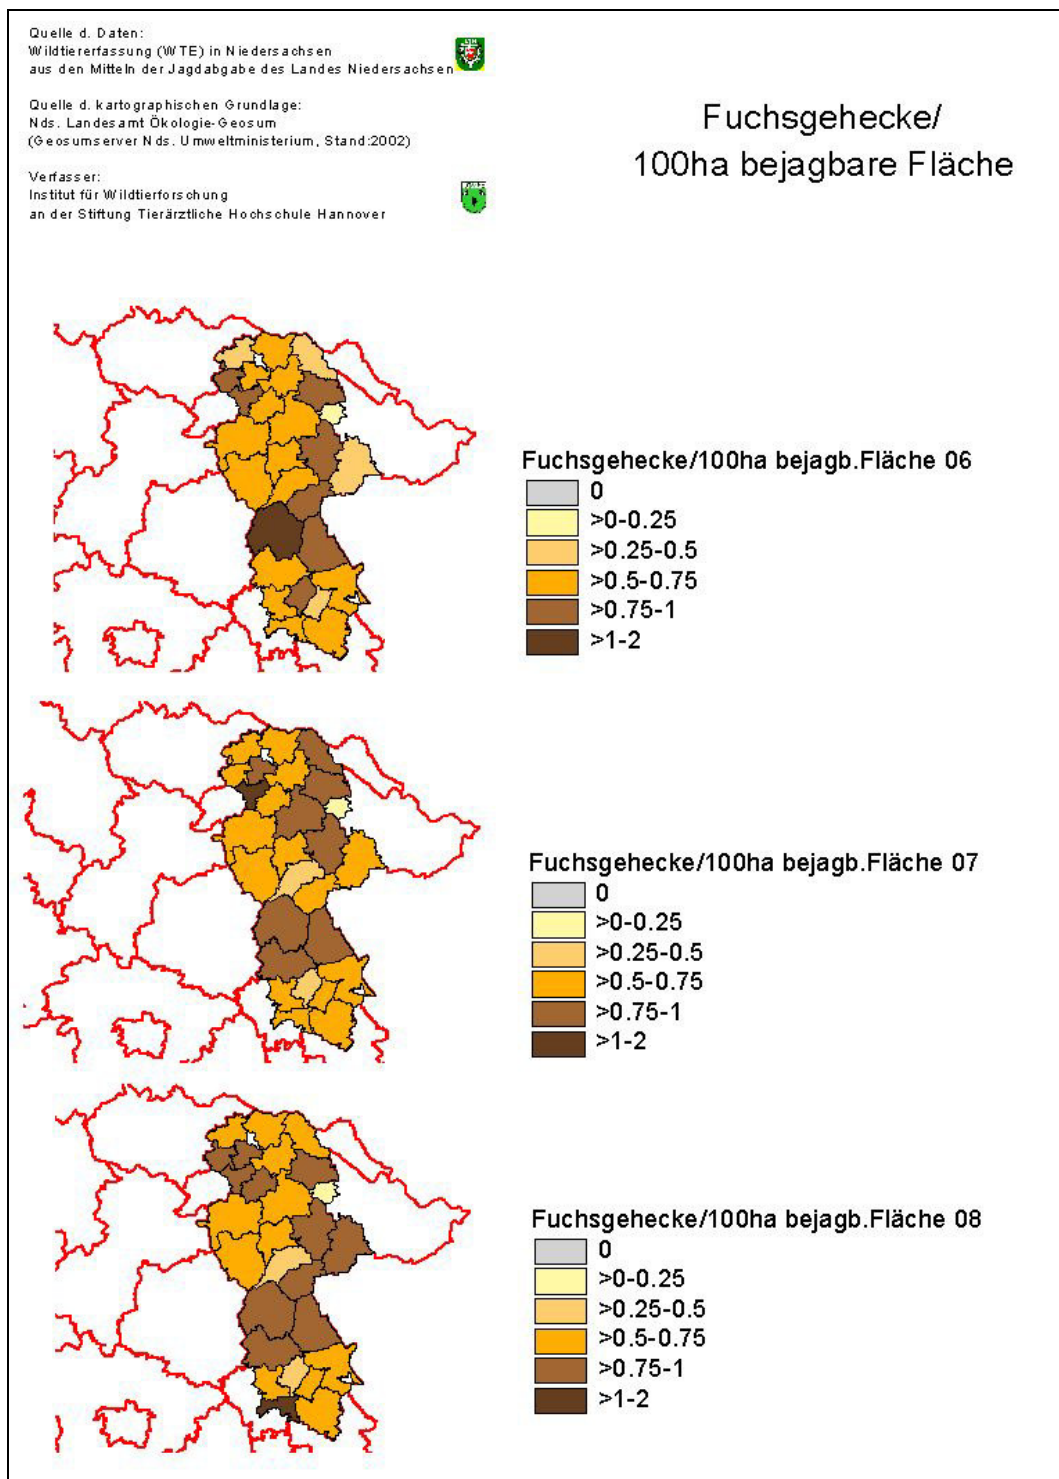 Quelle d. Daten:
Wildtiererfassung (WTE) in Niedersachsen
aus den Mitteln der Jagdabgabe des Landes Niedersachsen
Quelle d. kartographischen Grundlage:
Nds. Landesamt Ökologie-Geosum
(Geosumserver Nds. Umweltministerium, Stand:2002)
Verfasser:
Institut für Wildtierforschung
an der Stiftung Tierärztliche Hochschule Hannover
Fuchsgehecke/
100ha bejagbare Fläche
Fuchsgehecke/100ha bejagb.Fläche 06
0
>0-0.25
>0.25-0.5
>0.5-0.75
>0.75-1
>1-2
Fuchsgehecke/100ha bejagb.Fläche 07
0
>0-0.25
>0.25-0.5
>0.5-0.75
>0.75-1
>1-2
Fuchsgehecke/100ha bejagb.Fläche 08
0
>0-0.25
>0.25-0.5
>0.5-0.75
>0.75-1
>1-2